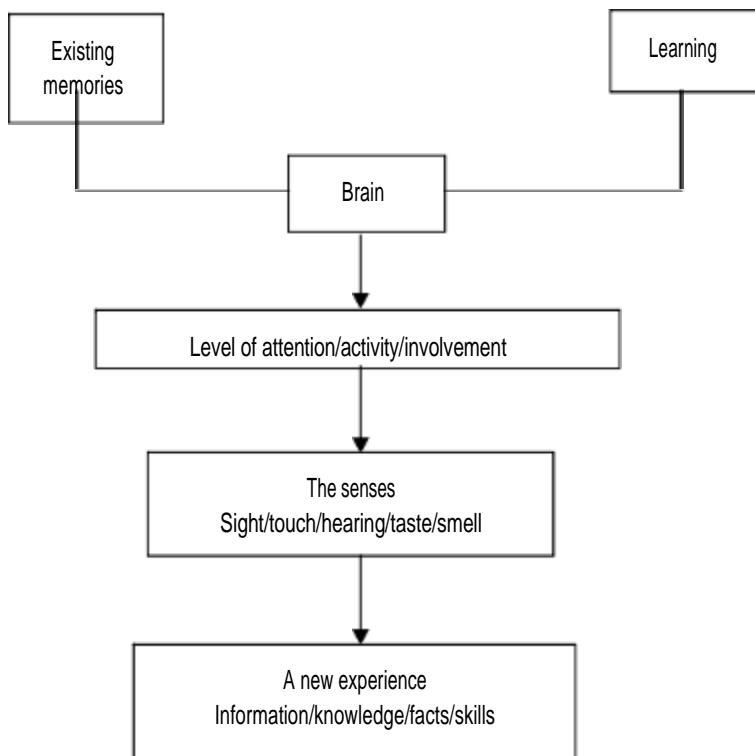 Existing
memories
Learning
Brain
Level of attention/activity/involvement
The senses
Sight/touch/hearing/taste/smell
A new experience
Information/knowledge/facts/skills